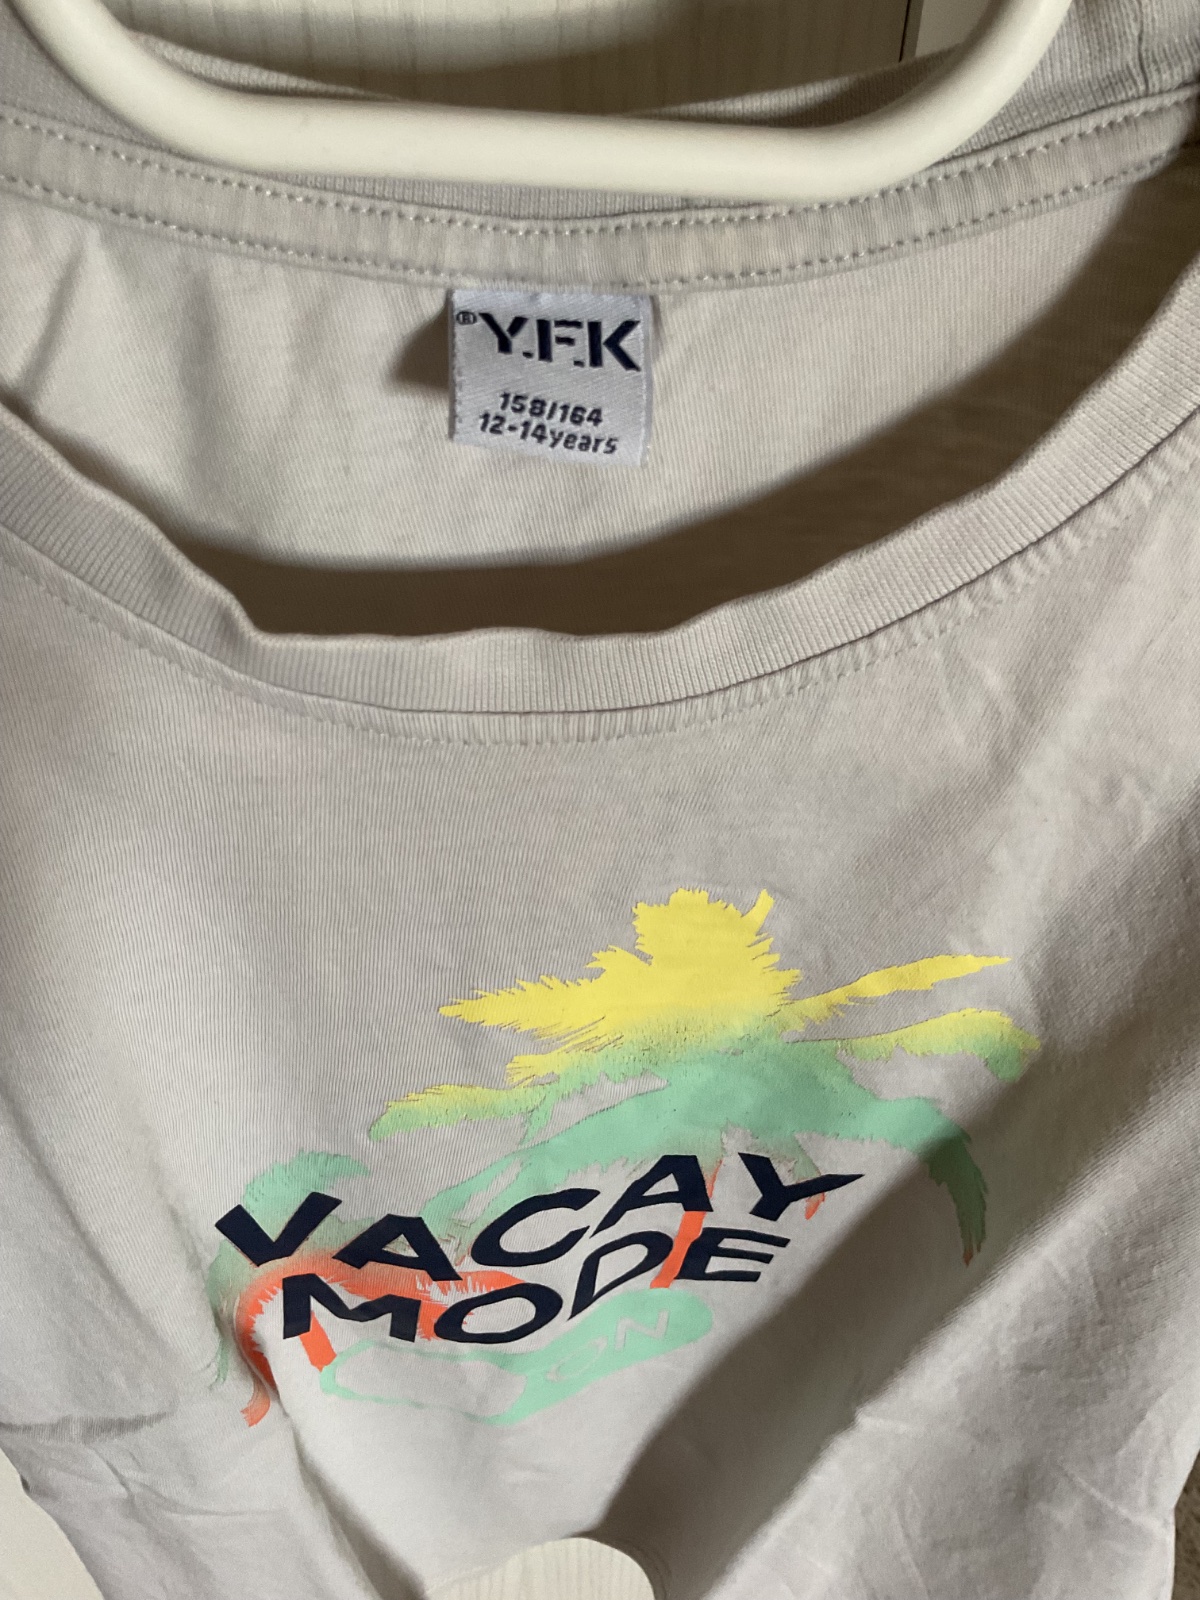 ®Y.F.K
158/164
12-14years
VACAY
MODE
ON